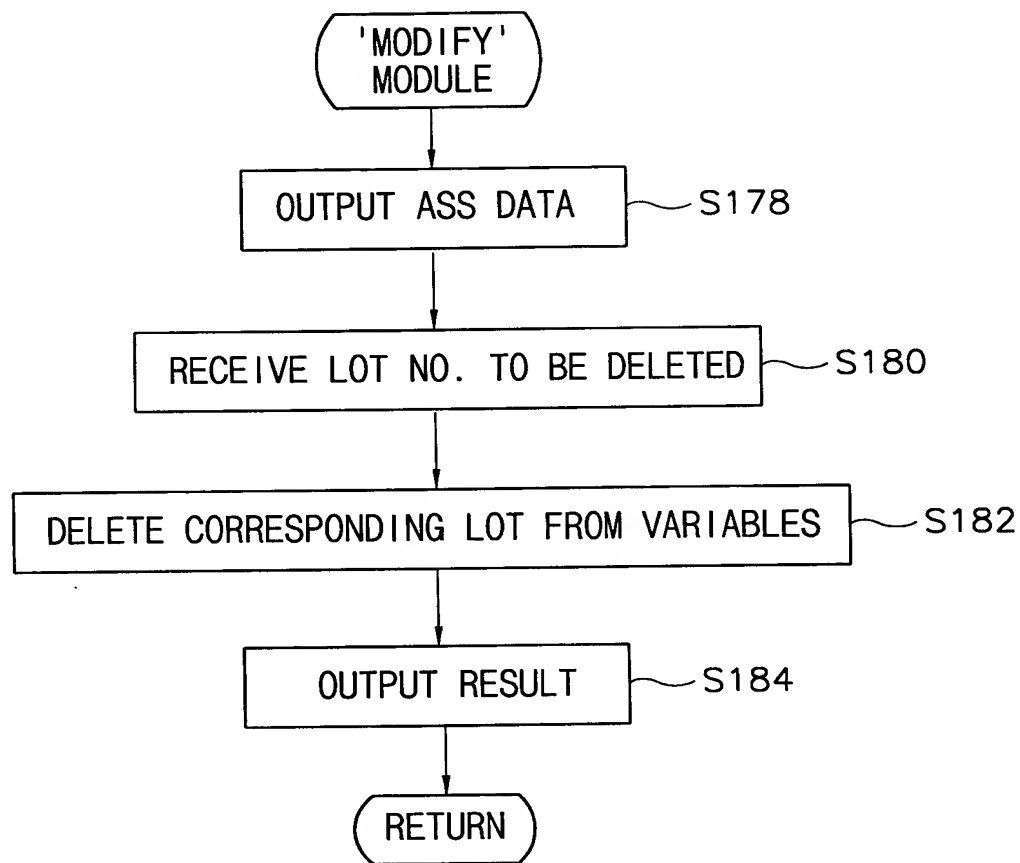 'MODIFY'
MODULE
OUTPUT ASS DATA
S178
RECEIVE LOT NO. TO BE DELETED
S180
DELETE CORRESPONDING LOT FROM VARIABLES
S182
OUTPUT RESULT
S184
RETURN